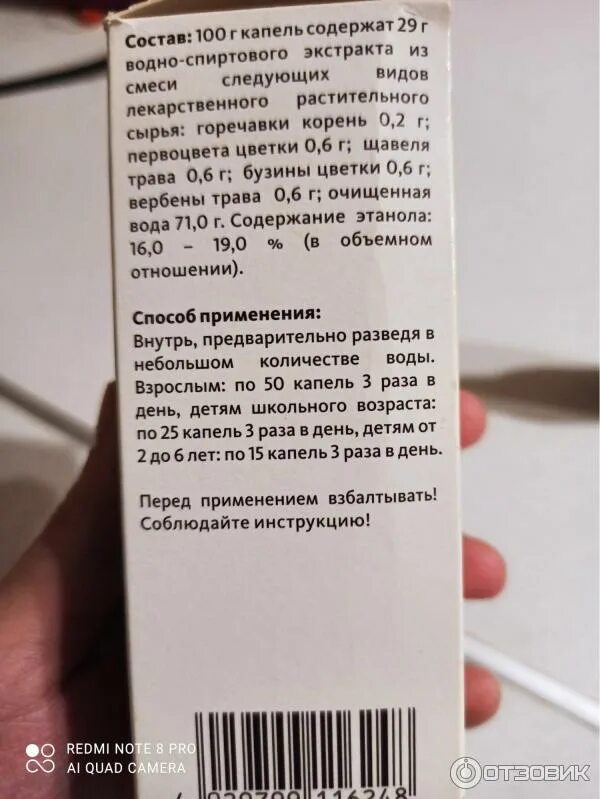 Состав: 100 г капель содержат 29 г
водно-спиртового экстракта из
смеси следующих видов
лекарственного растительного
сырья: горечавки корень 0,2 г;
первоцвета цветки 0,6 г; щавеля
трава 0,6 г; бузины цветки 0,6 г;
вербены трава 0,6 г; очищенная
вода 71,0 г. Содержание этанола:
16,0 – 19,0 % (в объемном
отношении).
Способ применения:
Внутрь, предварительно разведя в
небольшом количестве воды.
Взрослым: по 50 капель 3 раза в
день, детям школьного возраста:
по 25 капель 3 раза в день, детям от
2 до 6 лет: по 15 капель 3 раза в день.
Перед применением взбалтывать!
Соблюдайте инструкцию!
REDMI NOTE 8 PRO
AI QUAD CAMERA
ОТЗОВИК